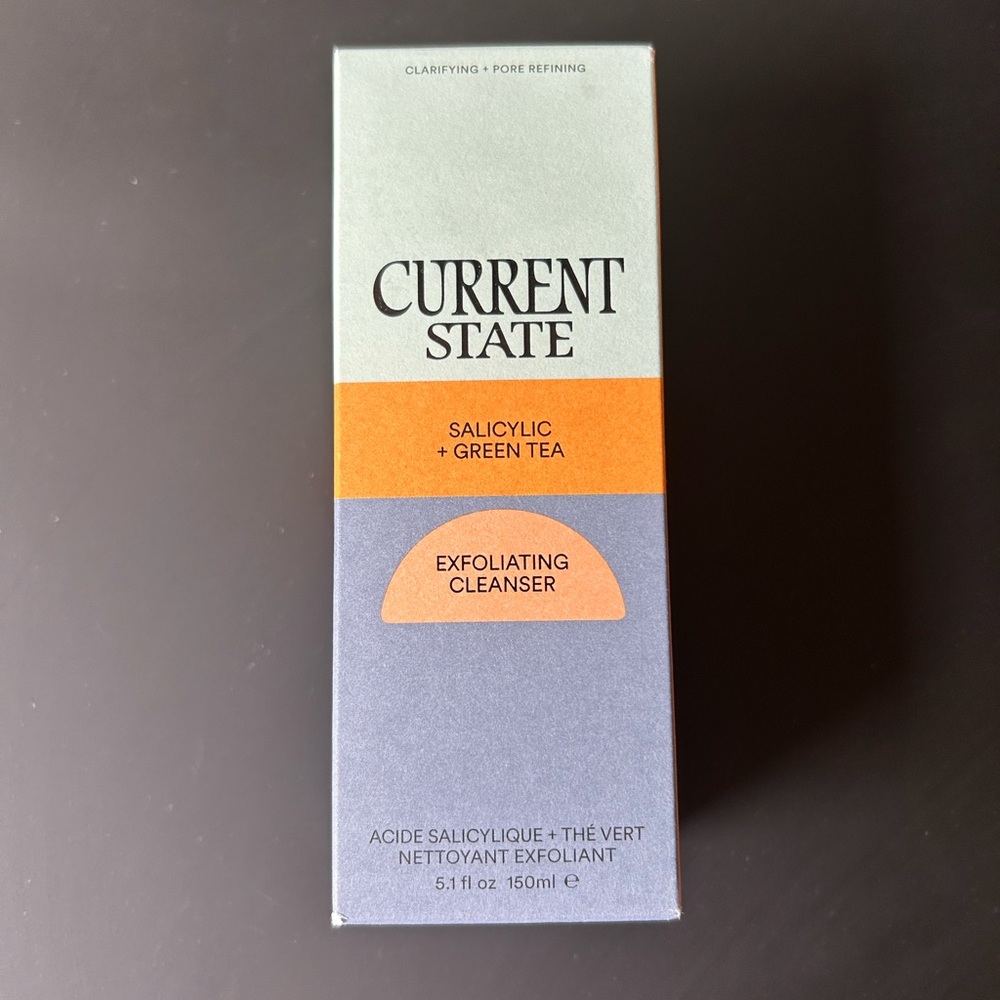 CLARIFYING + PORE REFINING
CURRENT
STATE
SALICYLIC
+ GREEN TEA
EXFOLIATING
CLEANSER
ACIDE SALICYLIQUE + THÉ VERT
NETTOYANT EXFOLIANT
5.1 fl oz 150ml ℮